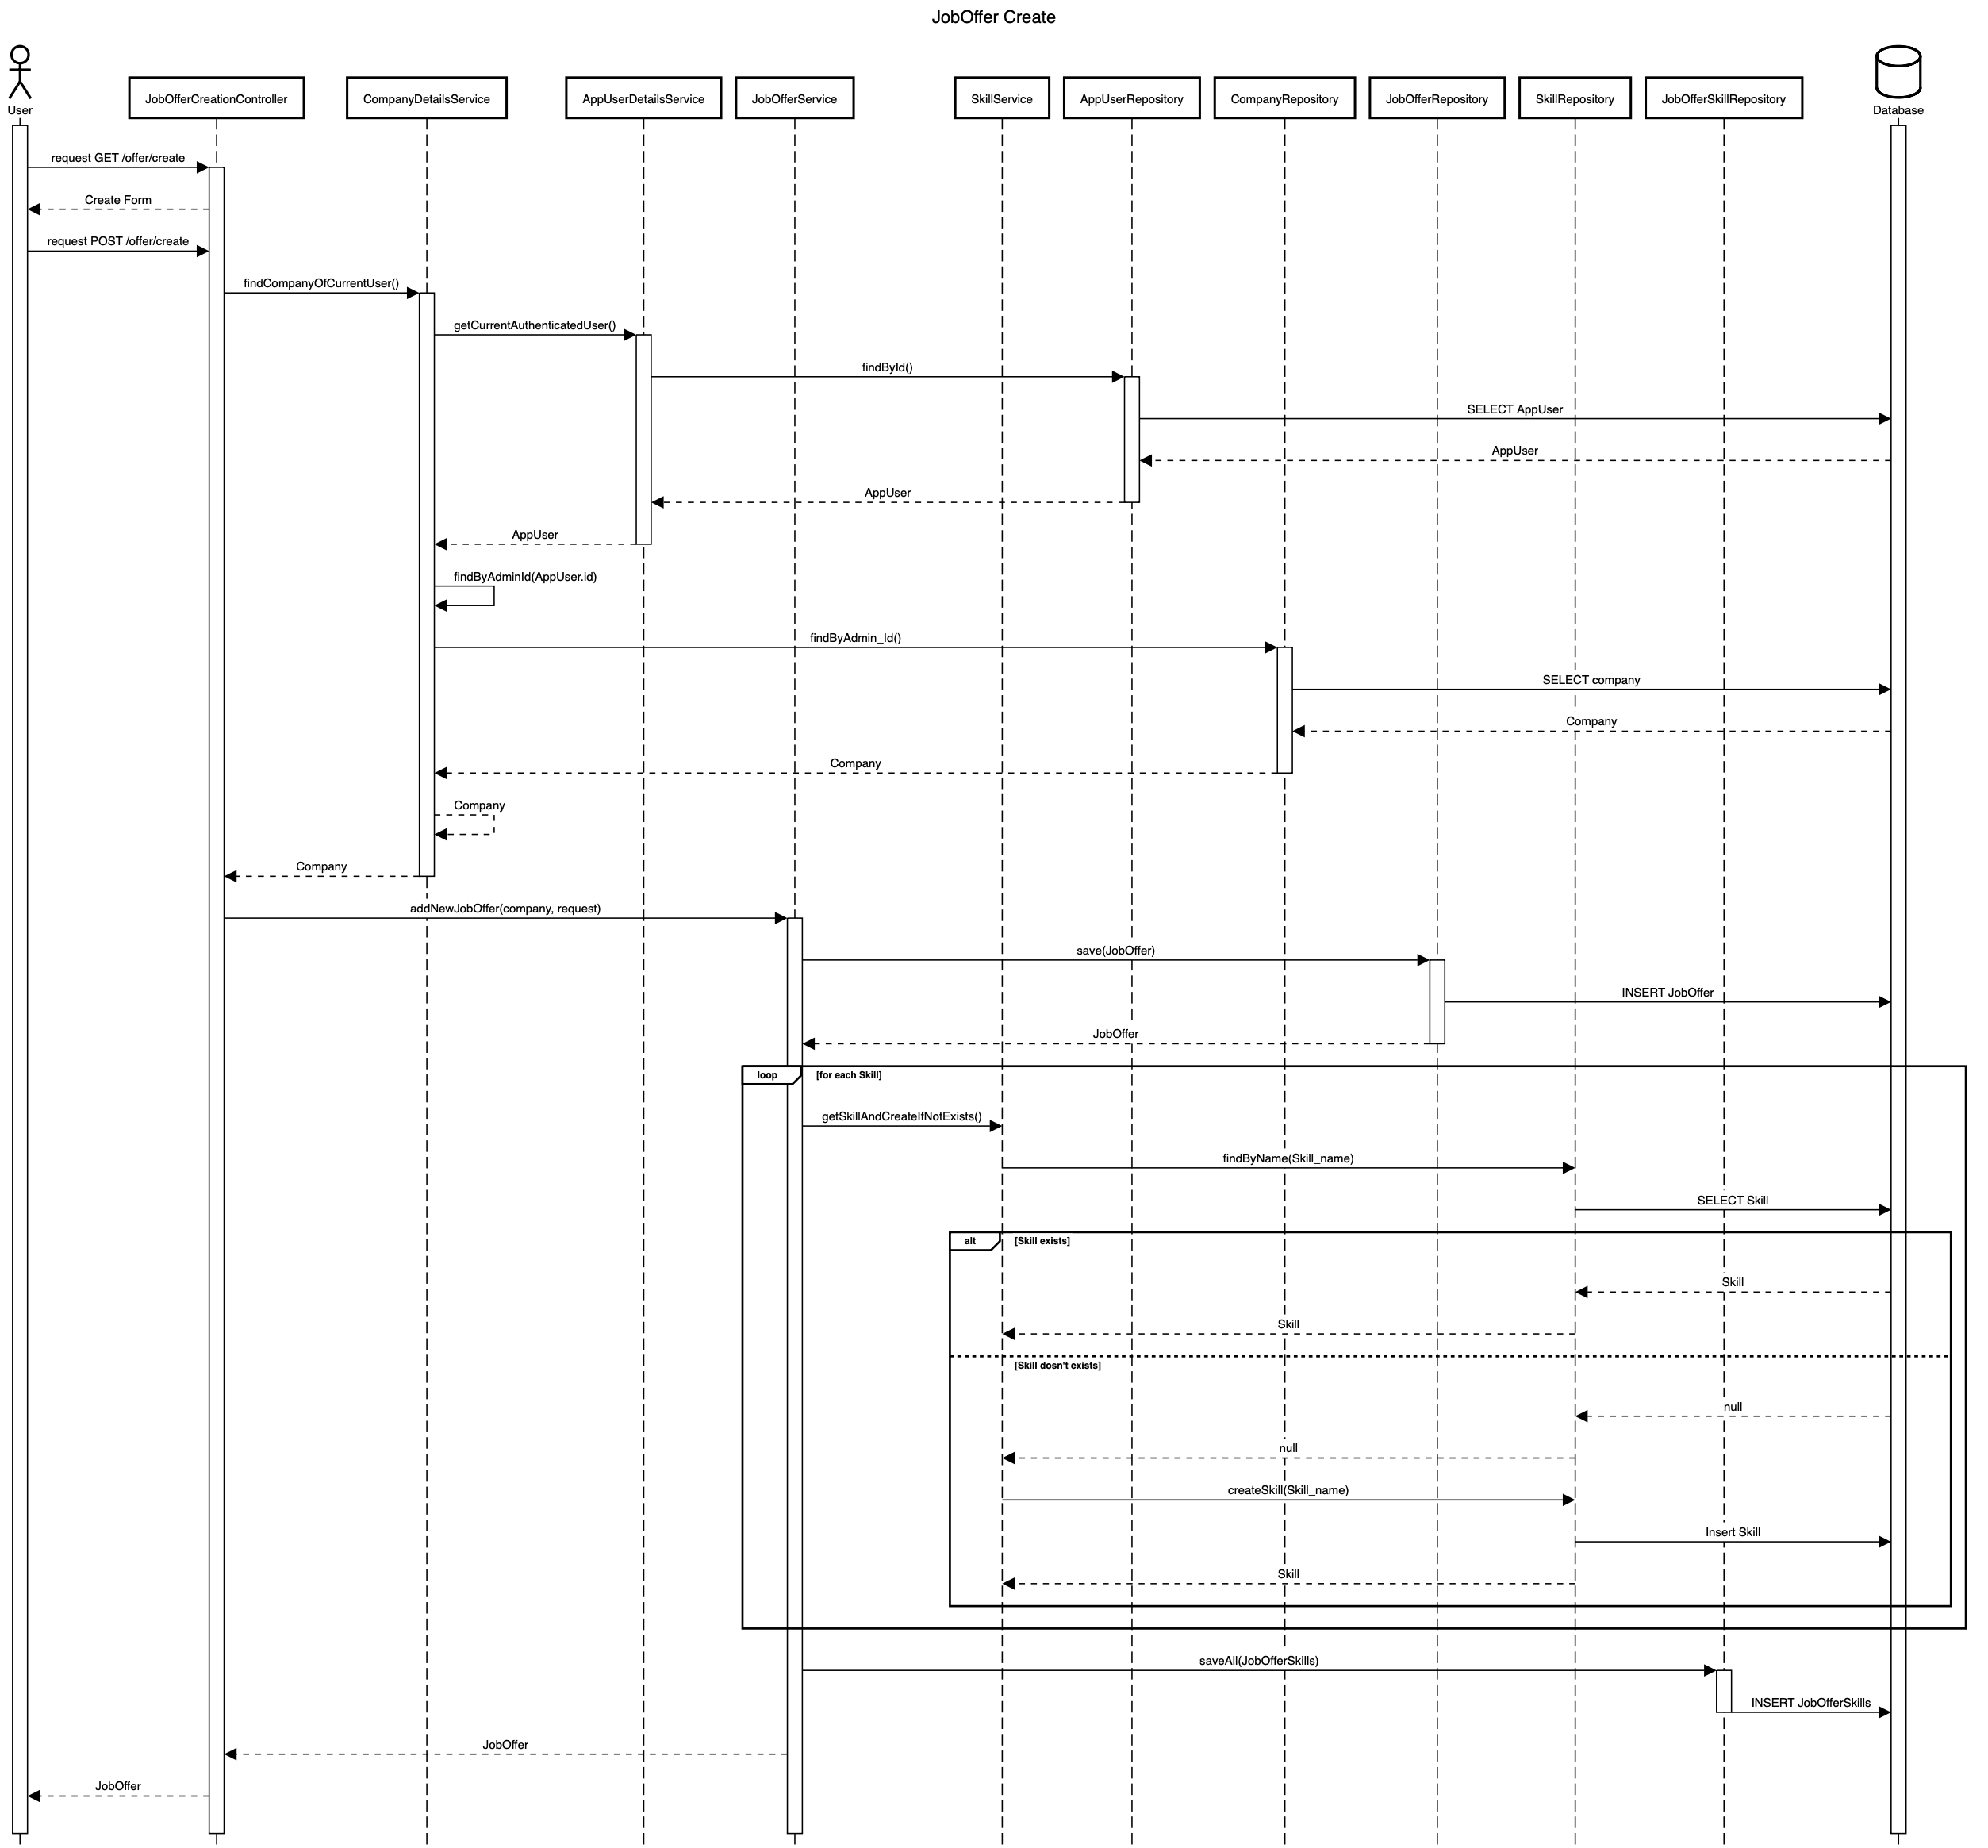 JobOffer Create
User
JobOfferCreationController
CompanyDetailsService
AppUserDetailsService
JobOfferService
SkillService
AppUserRepository
CompanyRepository
JobOfferRepository
SkillRepository
JobOfferSkillRepository
Database
request GET /offer/create
Create Form
request POST /offer/create
findCompanyOfCurrentUser()
getCurrentAuthenticatedUser()
findById()
SELECT AppUser
AppUser
AppUser
AppUser
findByAdminId(AppUser.id)
findByAdmin_Id()
SELECT company
Company
Company
Company
Company
addNewJobOffer(company, request)
save(JobOffer)
INSERT JobOffer
JobOffer
loop
[for each Skill]
getSkillAndCreateIfNotExists()
findByName(Skill_name)
SELECT Skill
alt
[Skill exists]
Skill
Skill
[Skill dosn't exists]
null
null
createSkill(Skill_name)
Insert Skill
Skill
saveAll(JobOfferSkills)
INSERT JobOfferSkills
JobOffer
JobOffer